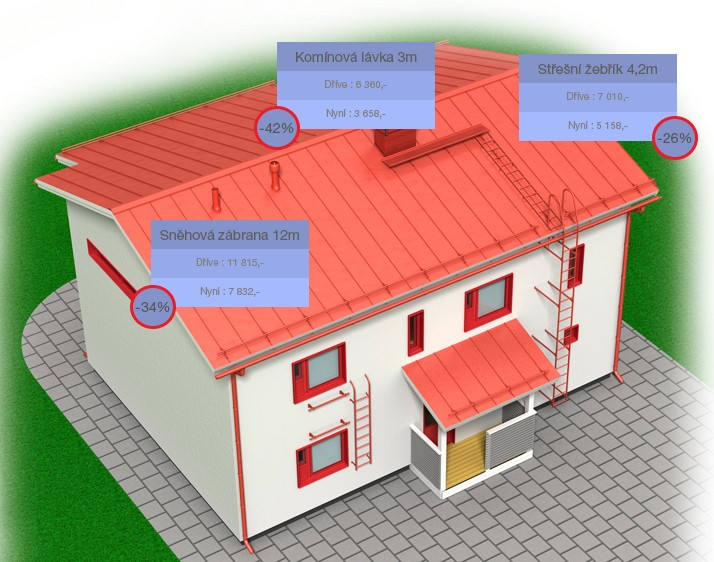 Komínová lávka 3m
Dříve : 6 360,-
Nyní : 3 658,-
-42%
Střešní žebřík 4,2m
Dříve : 7 010,-
Nyní : 5 158,-
-26%
Sněhová zábrana 12m
Dříve : 11 815,-
Nyní : 7 832,-
-34%